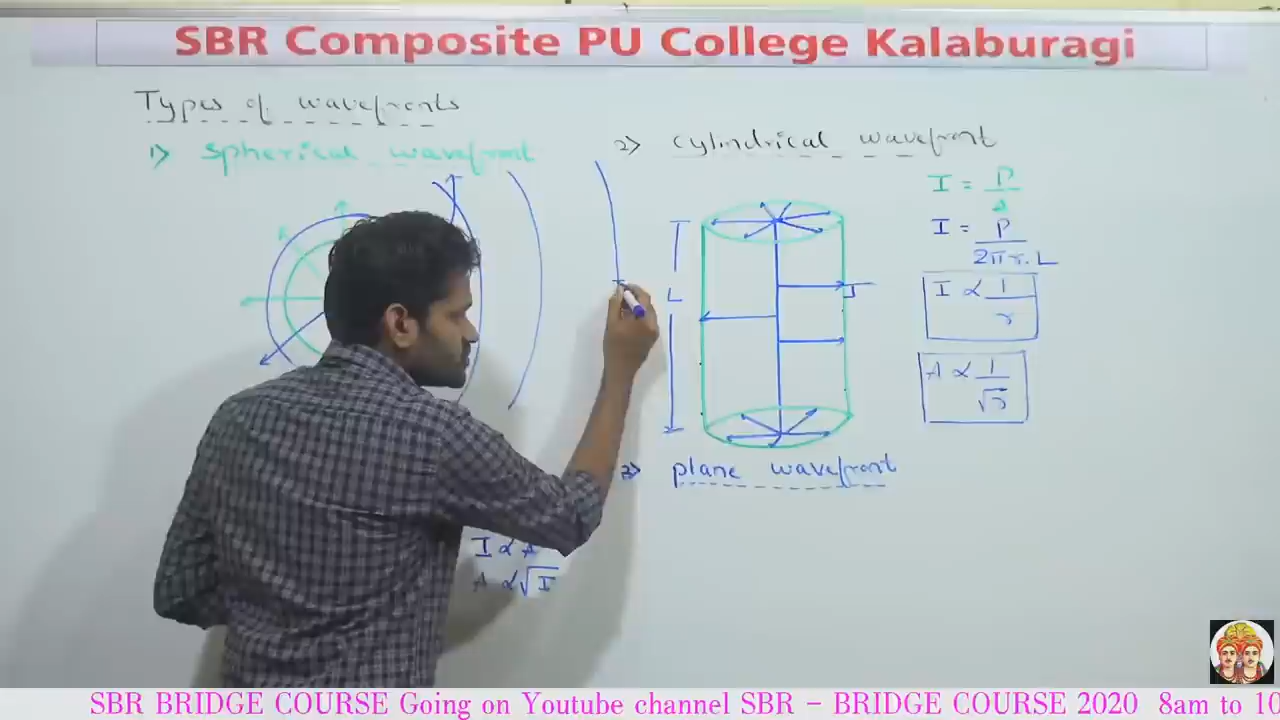 SBR Composite PU College Kalaburagi
Types of wavefronts
1) Spherical wavefront
2) cylindrical wavefront
I = P
I = P
2πr.L
L
I ∝ 1
r
A ∝ 1
√r
3) plane wavefront
I ∝ A
A ∝ √I
SBR BRIDGE COURSE Going on Youtube channel SBR - BRIDGE COURSE 2020 8am to 10